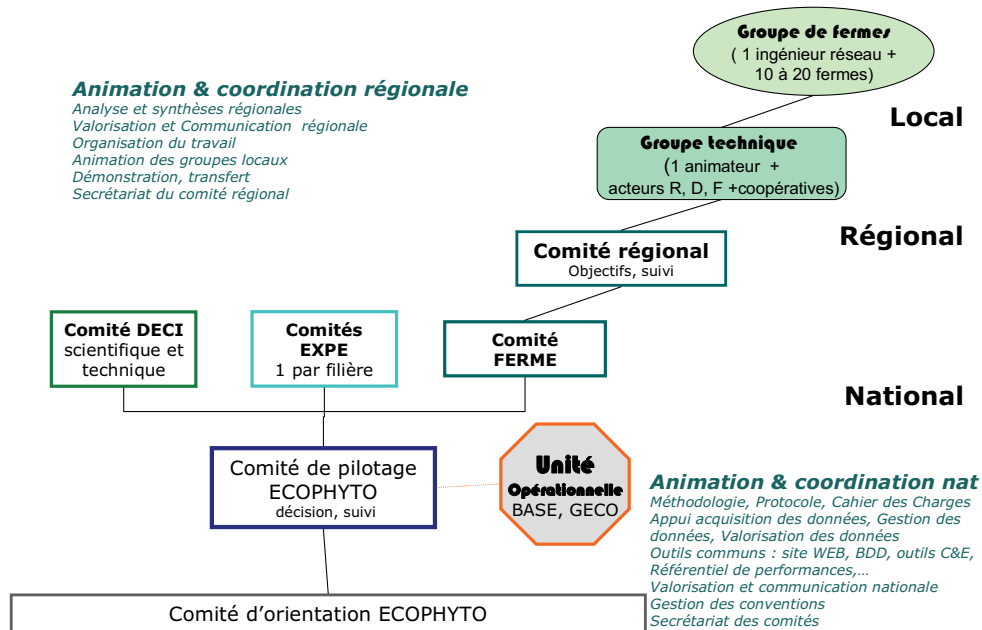 Groupe de fermes
( 1 ingénieur réseau +
10 à 20 fermes)
Animation & coordination régionale
Analyse et synthèses régionales
Valorisation et Communication régionale
Organisation du travail
Animation des groupes locaux
Démonstration, transfert
Secrétariat du comité régional
Local
Groupe technique
(1 animateur +
acteurs R, D, F +coopératives)
Régional
Comité régional
Objectifs, suivi
Comité DECI
scientifique et
technique
Comités
EXPE
1 par filière
Comité
FERME
National
Comité de pilotage
ECOPHYTO
décision, suivi
Unité
Opérationnelle
BASE, GECO
Animation & coordination nat
Méthodologie, Protocole, Cahier des Charges
Appui acquisition des données, Gestion des
données, Valorisation des données
Outils communs : site WEB, BDD, outils C&E,
Référentiel de performances,…
Valorisation et communication nationale
Gestion des conventions
Secrétariat des comités
Comité d'orientation ECOPHYTO